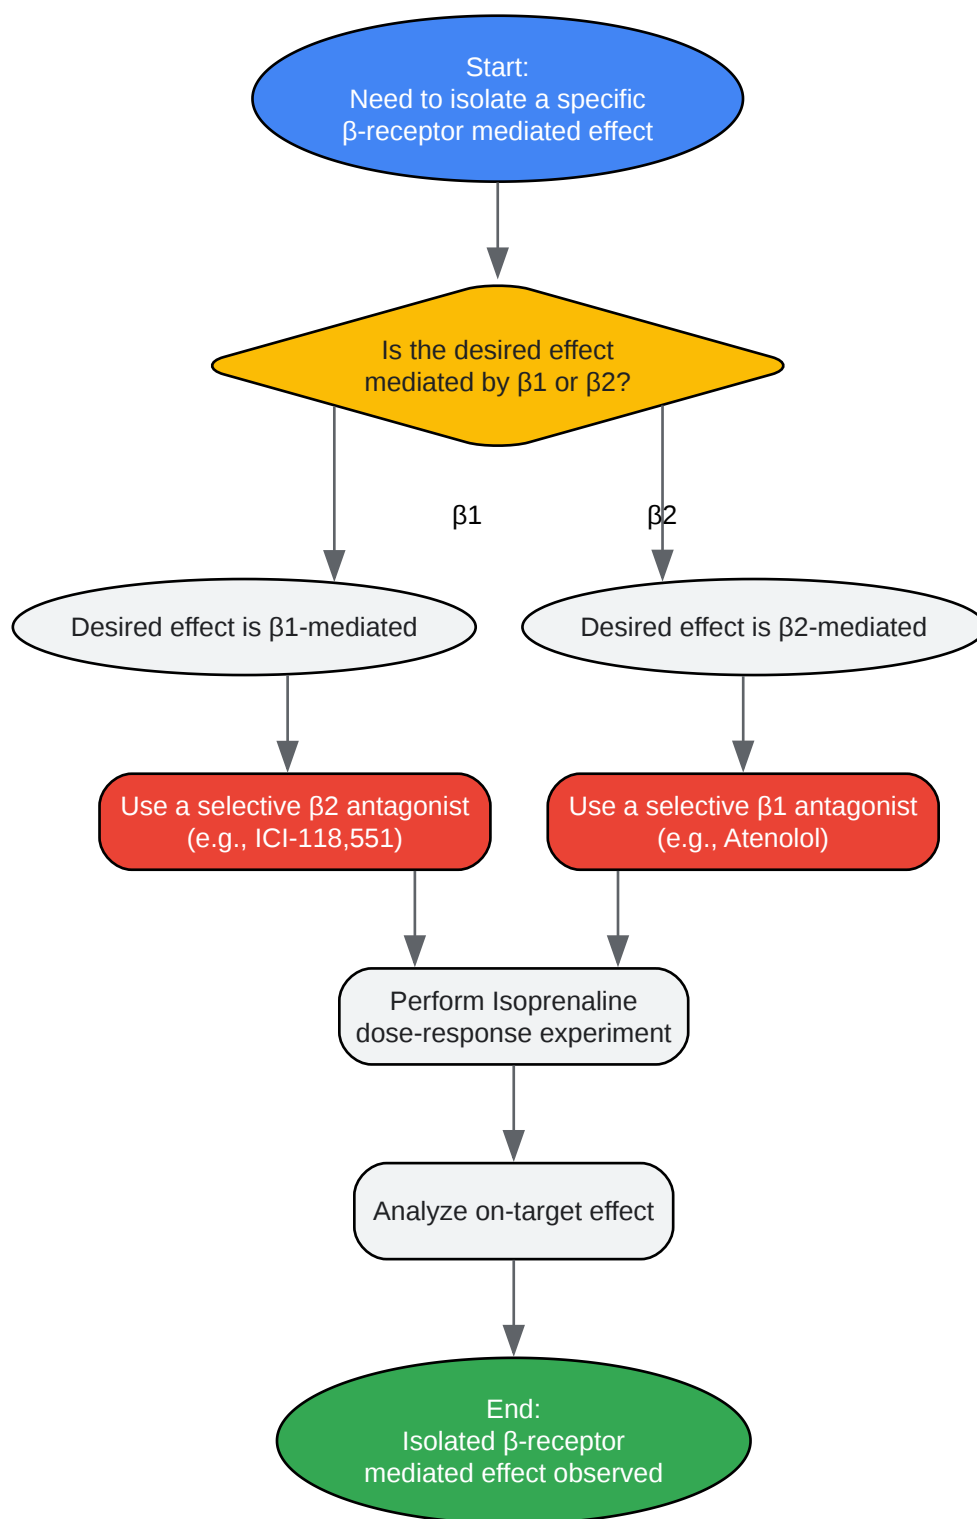 Start:
Need to isolate a specific
β-receptor mediated effect
Is the desired effect
mediated by β1 or β2?
β1
β2
Desired effect is β1-mediated
Desired effect is β2-mediated
Use a selective β2 antagonist
(e.g., ICI-118,551)
Use a selective β1 antagonist
(e.g., Atenolol)
Perform Isoprenaline
dose-response experiment
Analyze on-target effect
End:
Isolated β-receptor
mediated effect observed